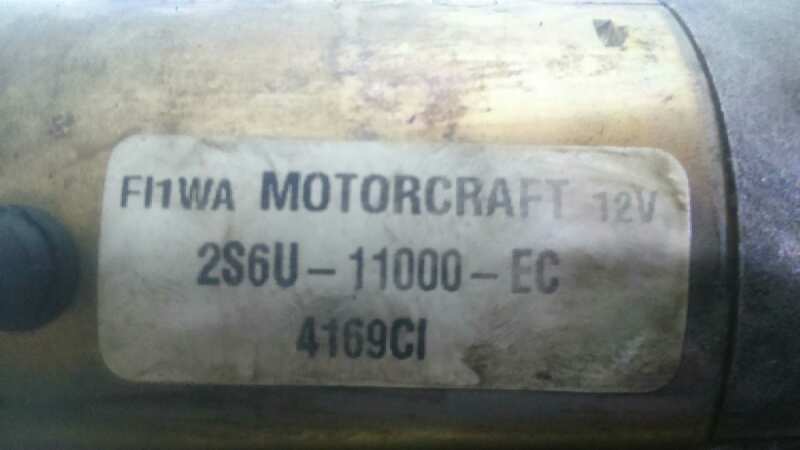 FI1WA MOTORCRAFT 12V
2S6U-11000-EC
4169CI